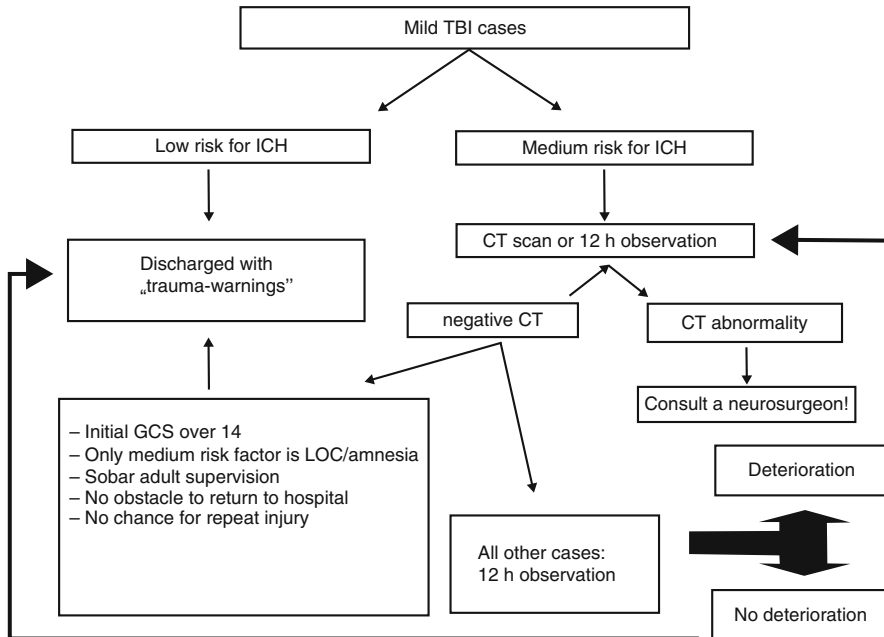 Mild TBI cases
Low risk for ICH
Medium risk for ICH
CT scan or 12 h observation
Discharged with
„trauma-warnings”
negative CT
CT abnormality
Consult a neurosurgeon!
– Initial GCS over 14
– Only medium risk factor is LOC/amnesia
– Sobar adult supervision
– No obstacle to return to hospital
– No chance for repeat injury
Deterioration
All other cases:
12 h observation
No deterioration